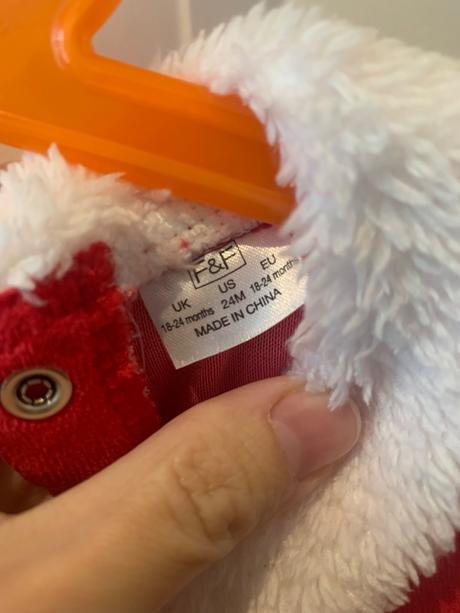 F&F
UK US EU
18-24 months 24M 18-24 months
MADE IN CHINA